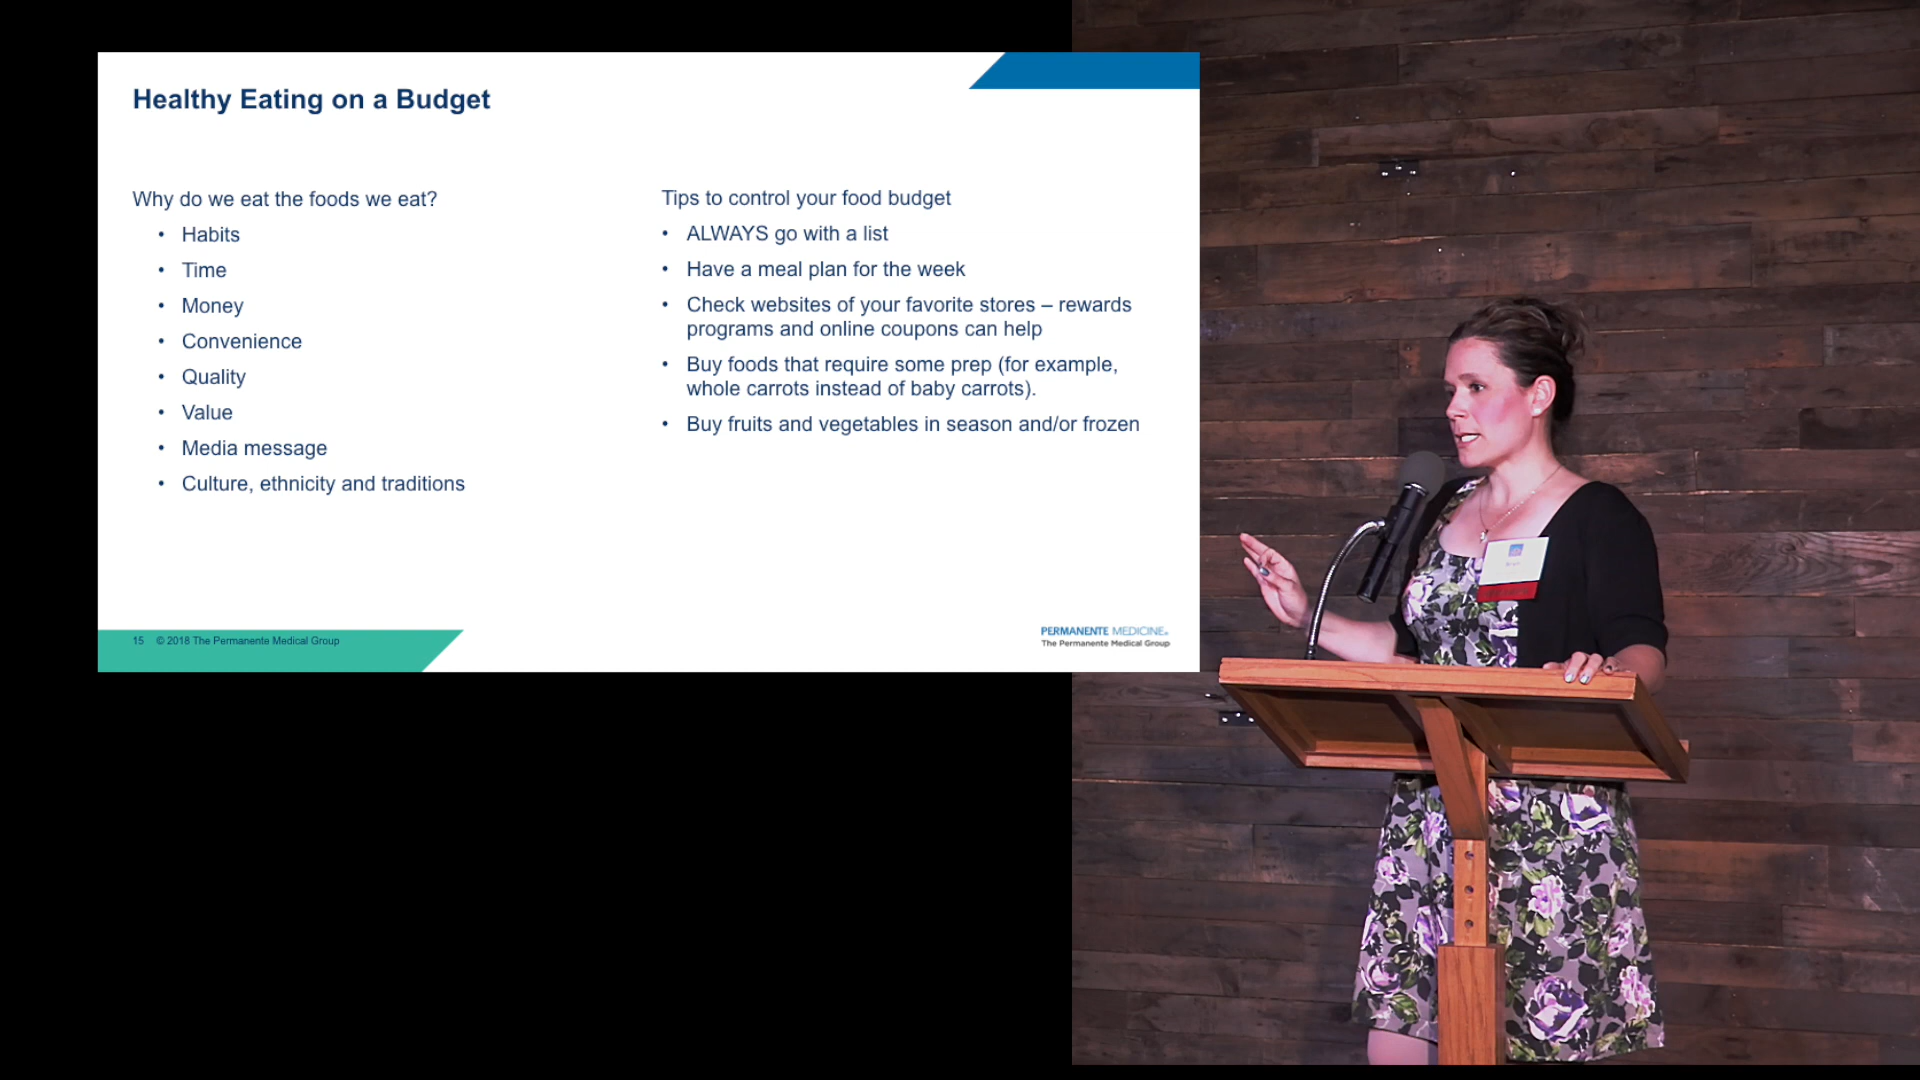 Healthy Eating on a Budget
Why do we eat the foods we eat?
• Habits
• Time
• Money
• Convenience
• Quality
• Value
• Media message
• Culture, ethnicity and traditions
Tips to control your food budget
• ALWAYS go with a list
• Have a meal plan for the week
• Check websites of your favorite stores – rewards
programs and online coupons can help
• Buy foods that require some prep (for example,
whole carrots instead of baby carrots).
• Buy fruits and vegetables in season and/or frozen
15 © 2018 The Permanente Medical Group
PERMANENTE MEDICINE®
The Permanente Medical Group